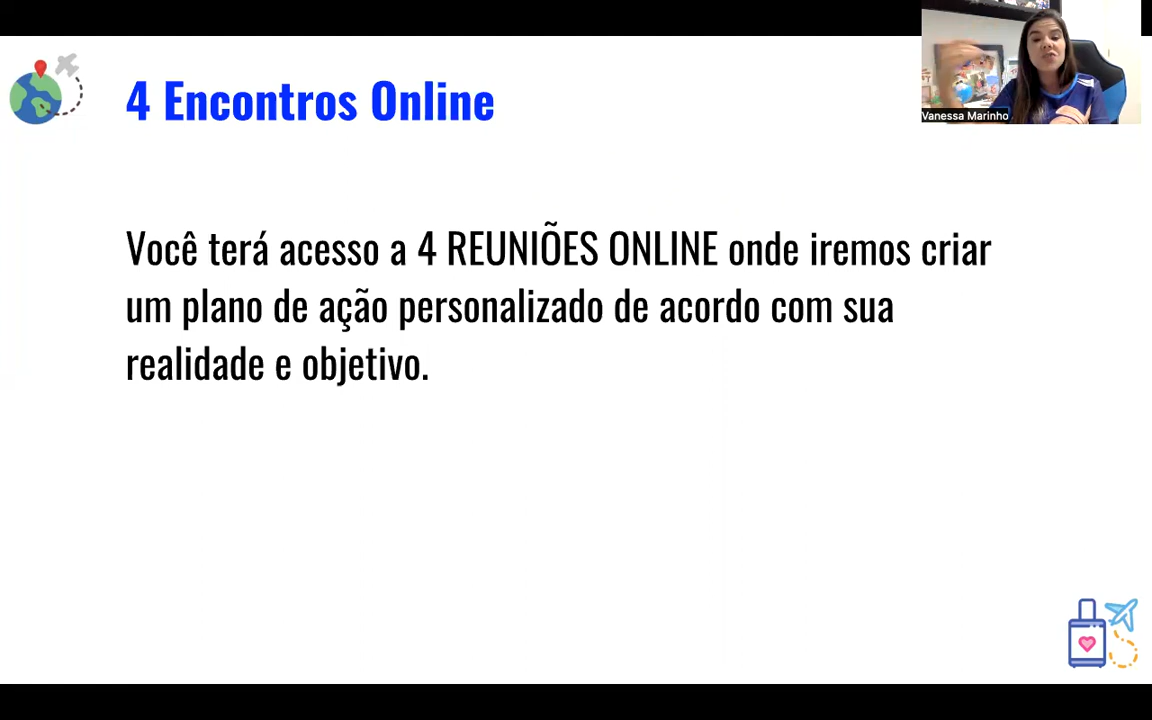 4 Encontros Online
Vanessa Marinho
Você terá acesso a 4 REUNIÕES ONLINE onde iremos criar
um plano de ação personalizado de acordo com sua
realidade e objetivo.